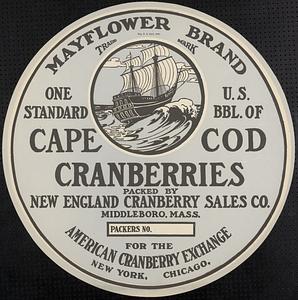 MAYFLOWER BRAND
TRADE MARK
ONE STANDARD
U.S. BBL. OF
CAPE COD
CRANBERRIES
PACKED BY
NEW ENGLAND CRANBERRY SALES CO.
MIDDLEBORO, MASS.
PACKERS NO.
FOR THE
AMERICAN CRANBERRY EXCHANGE
NEW YORK, CHICAGO.